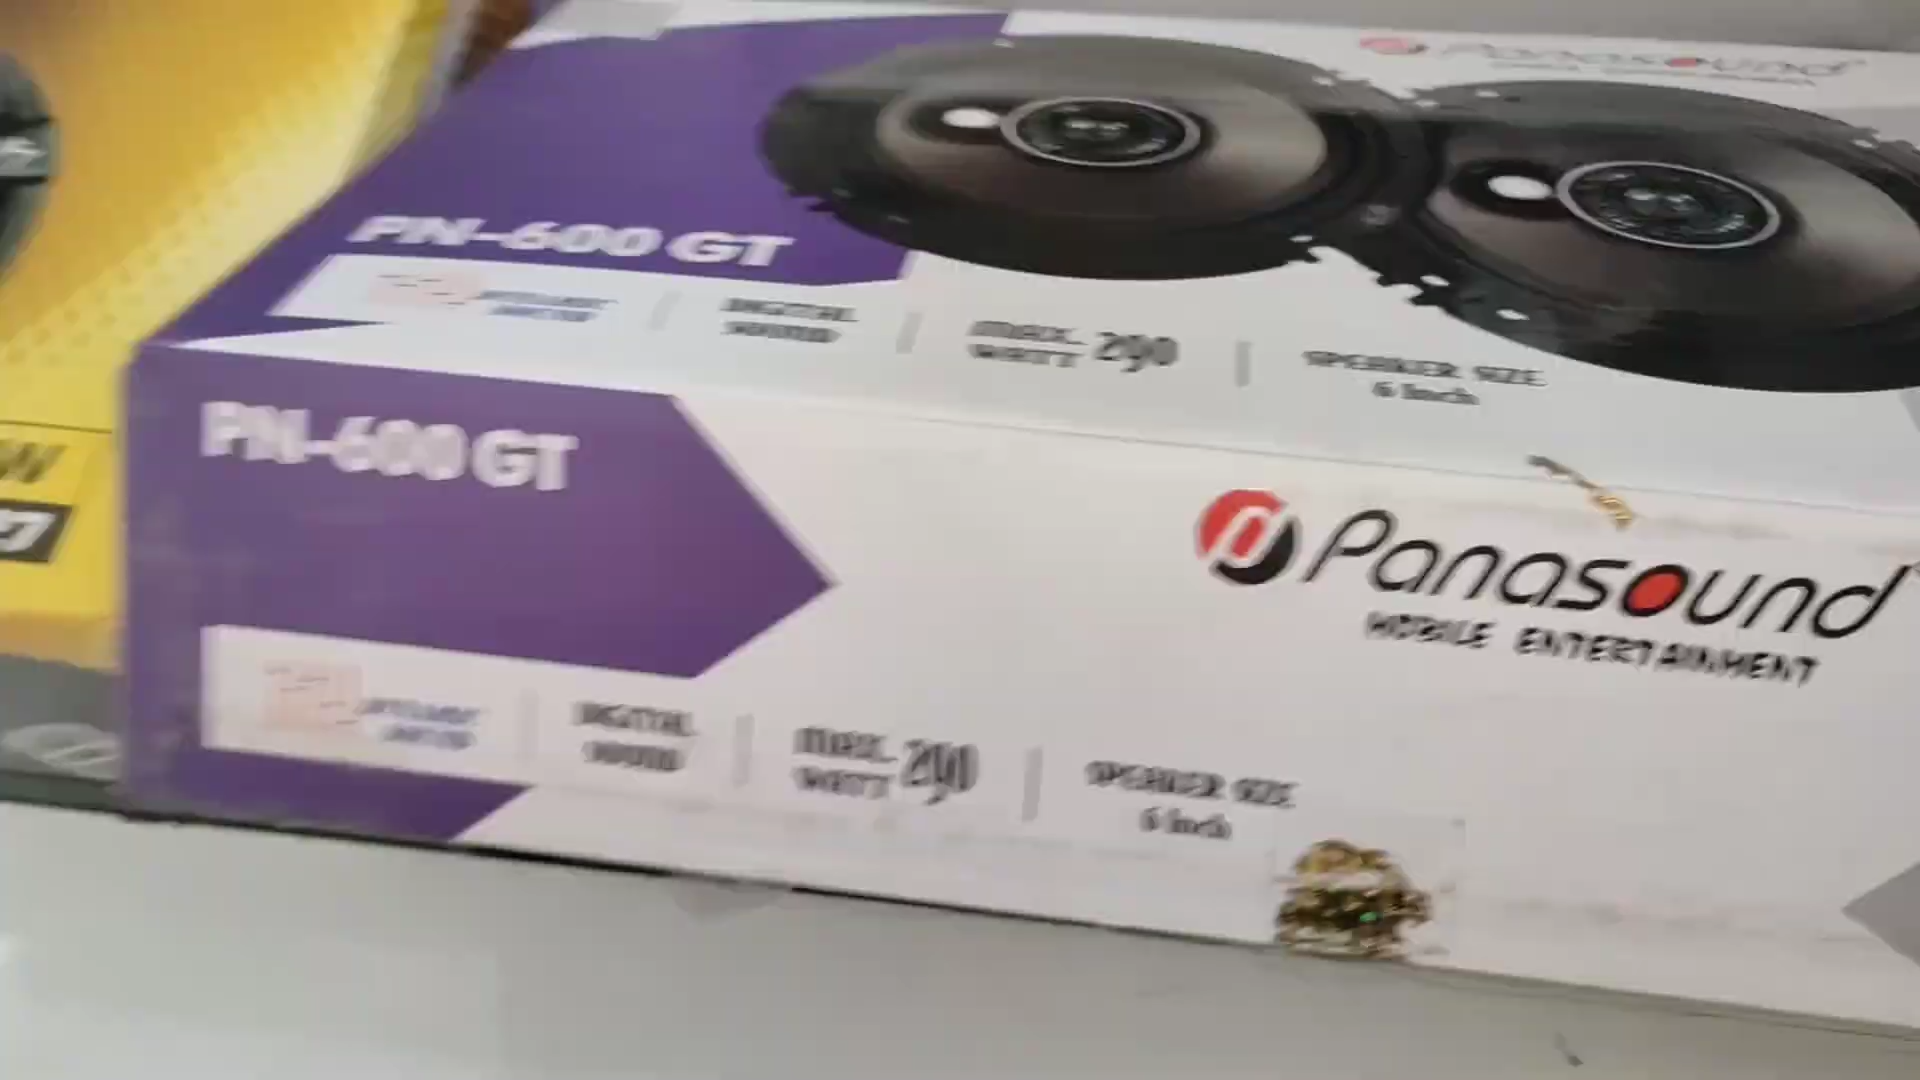 Panasound
PN-600 GT
DIGITAL
SOUND
max.
WATT 290
SPEAKER SIZE
6 Inch
PN-600 GT
Panasound
MOBILE ENTERTAINMENT
DIGITAL
SOUND
max.
WATT 290
SPEAKER SIZE
6 Inch